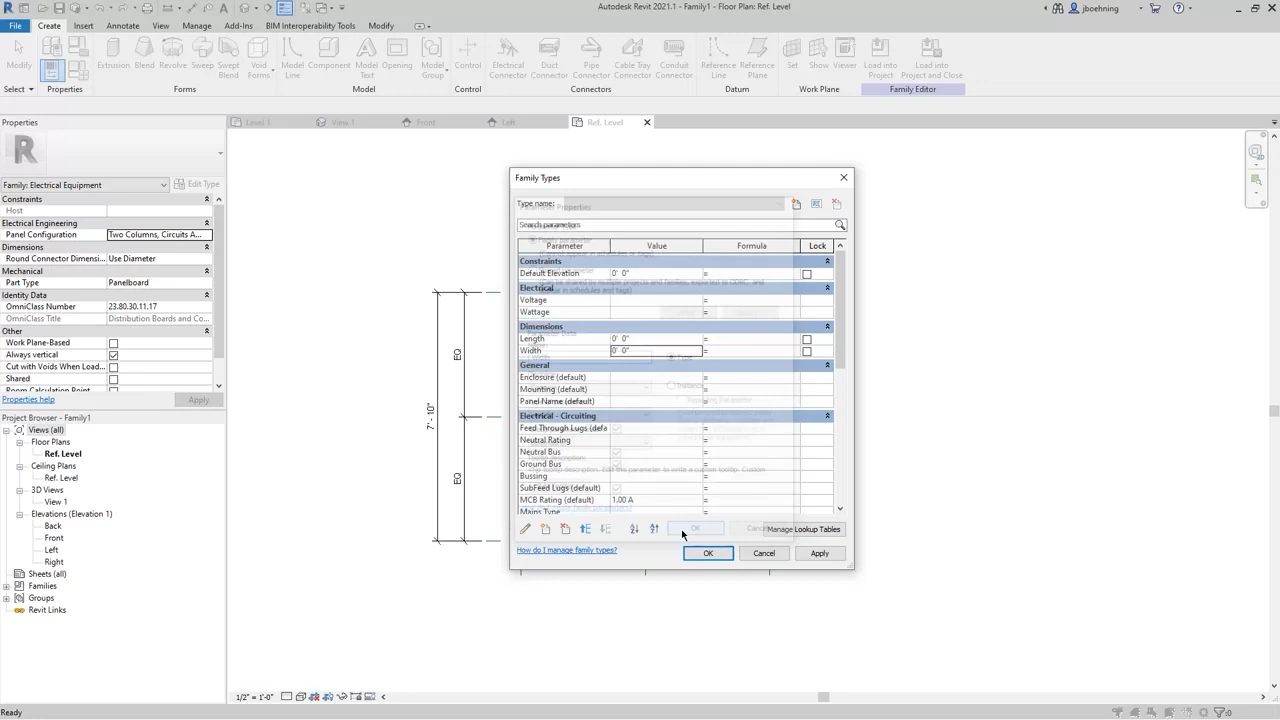 Autodesk Revit 2021.1 - Family1 - Floor Plan: Ref. Level
jboehning
File Create Insert Annotate View Manage Add-Ins BIM Interoperability Tools Modify
Modify Extrusion Blend Revolve Sweep Swept Blend Void Forms Model Line Component Model Text Opening Model Group Control Electrical Connector Duct Connector Pipe Connector Cable Tray Connector Conduit Connector Reference Line Reference Plane Set Show Viewer Load into Project Load into Project and Close
Select Properties Forms Model Control Connectors Datum Work Plane Family Editor
Properties
Level 1 View 1 Front Left Ref. Level
Family: Electrical Equipment Edit Type
Constraints
Host
Electrical Engineering
Panel Configuration Two Columns, Circuits A...
Dimensions
Round Connector Dimensi... Use Diameter
Mechanical
Part Type Panelboard
Identity Data
OmniClass Number 23.80.30.11.17
OmniClass Title Distribution Boards and Co...
Other
Work Plane-Based
Always vertical
Cut with Voids When Load...
Shared
Room Calculation Point
Properties help Apply
Project Browser - Family1
Views (all)
Floor Plans
Ref. Level
Ceiling Plans
Ref. Level
3D Views
View 1
Elevations (Elevation 1)
Back
Front
Left
Right
Sheets (all)
Families
Groups
Revit Links
7' - 10"
EQ
EQ
Family Types
Type name:
Parameter Properties
Search parameters
Parameter Value Formula Lock
Constraints
Default Elevation 0' 0" =
Electrical
Voltage =
Wattage =
Dimensions
Length 0' 0" =
Width 0' 0" =
General
Enclosure (default) =
Mounting (default) =
Panel Name (default) =
Electrical - Circuiting
Feed Through Lugs (defa =
Neutral Rating =
Neutral Bus =
Ground Bus =
Bussing =
SubFeed Lugs (default) =
MCB Rating (default) 1.00 A =
Mains Type
OK Manage Lookup Tables
How do I manage family types? OK Cancel Apply
1/2" = 1'-0"
Ready :0